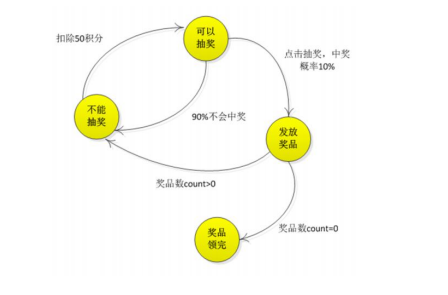 可以
抽奖
扣除50积分
点击抽奖，中奖
概率10%
不能
抽奖
90%不会中奖
发放
奖品
奖品数count>0
奖品
领完
奖品数count=0